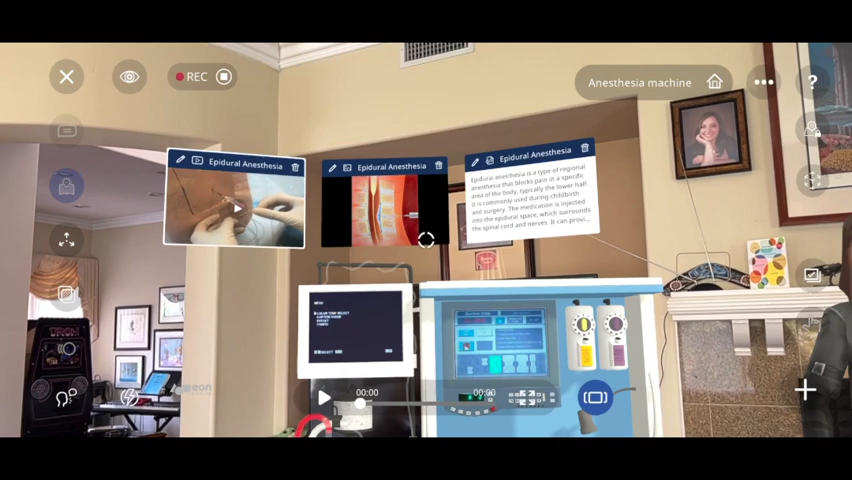 REC
Anesthesia machine
?
Epidural Anesthesia
Epidural Anesthesia
Epidural Anesthesia
Epidural anesthesia is a type of regional
anesthesia that blocks pain in a specific
area of the body, typically the lower half.
It is commonly used during childbirth
and surgery. The medication is injected
into the epidural space, which surrounds
the spinal cord and nerves. It can provi...
MENU
TRON
eon
00:00
00:00